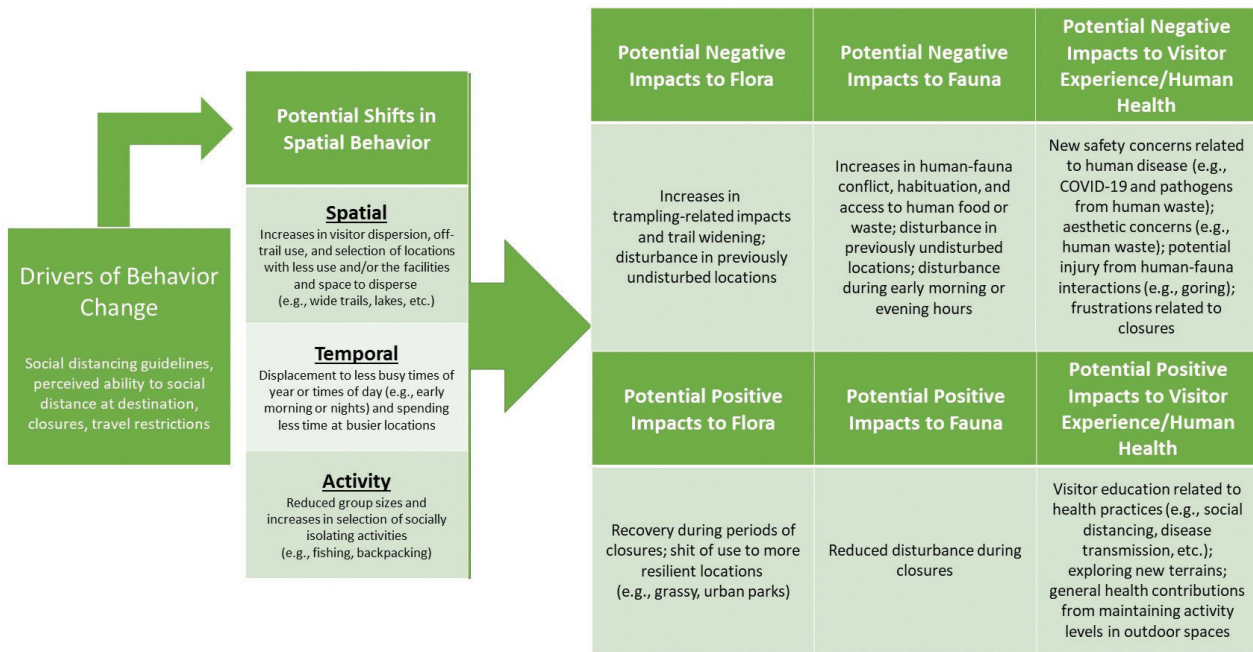 Drivers of Behavior
Change
Social distancing guidelines,
perceived ability to social
distance at destination,
closures, travel restrictions
Potential Shifts in
Spatial Behavior
Spatial
Increases in visitor dispersion, off-
trail use, and selection of locations
with less use and/or the facilities
and space to disperse
(e.g., wide trails, lakes, etc.)
Temporal
Displacement to less busy times of
year or times of day (e.g., early
morning or nights) and spending
less time at busier locations
Activity
Reduced group sizes and
increases in selection of socially
isolating activities
(e.g., fishing, backpacking)
Potential Negative
Impacts to Flora
Potential Negative
Impacts to Fauna
Potential Negative
Impacts to Visitor
Experience/Human
Health
Increases in
trampling-related impacts
and trail widening;
disturbance in previously
undisturbed locations
Increases in human-fauna
conflict, habituation, and
access to human food or
waste; disturbance in
previously undisturbed
locations; disturbance
during early morning or
evening hours
New safety concerns related
to human disease (e.g.,
COVID-19 and pathogens
from human waste);
aesthetic concerns (e.g.,
human waste); potential
injury from human-fauna
interactions (e.g., goring);
frustrations related to
closures
Potential Positive
Impacts to Flora
Potential Positive
Impacts to Fauna
Potential Positive
Impacts to Visitor
Experience/Human
Health
Recovery during periods of
closures; shit of use to more
resilient locations
(e.g., grassy, urban parks)
Reduced disturbance during
closures
Visitor education related to
health practices (e.g., social
distancing, disease
transmission, etc.);
exploring new terrains;
general health contributions
from maintaining activity
levels in outdoor spaces